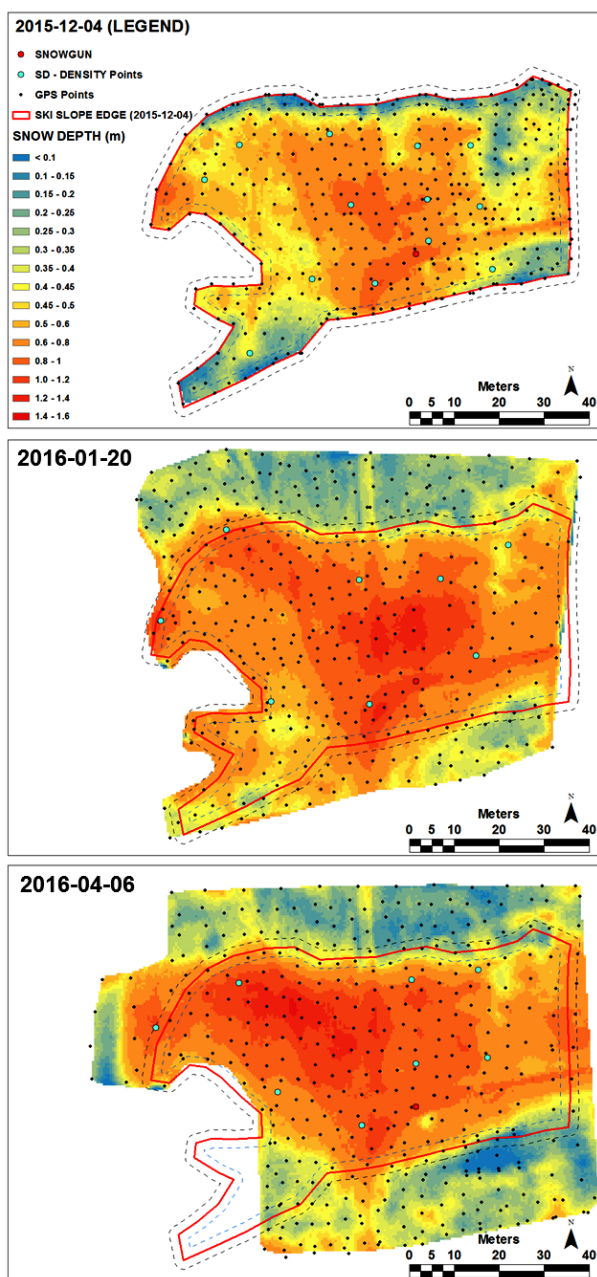 2015-12-04 (LEGEND)
SNOWGUN
SD - DENSITY Points
GPS Points
SKI SLOPE EDGE (2015-12-04)
SNOW DEPTH (m)
< 0.1
0.1 - 0.15
0.15 - 0.2
0.2 - 0.25
0.25 - 0.3
0.3 - 0.35
0.35 - 0.4
0.4 - 0.45
0.45 - 0.5
0.5 - 0.6
0.6 - 0.8
0.8 - 1
1.0 - 1.2
1.2 - 1.4
1.4 - 1.6
N
Meters
0 5 10 20 30 40
2016-01-20
N
Meters
0 5 10 20 30 40
2016-04-06
N
Meters
0 5 10 20 30 40